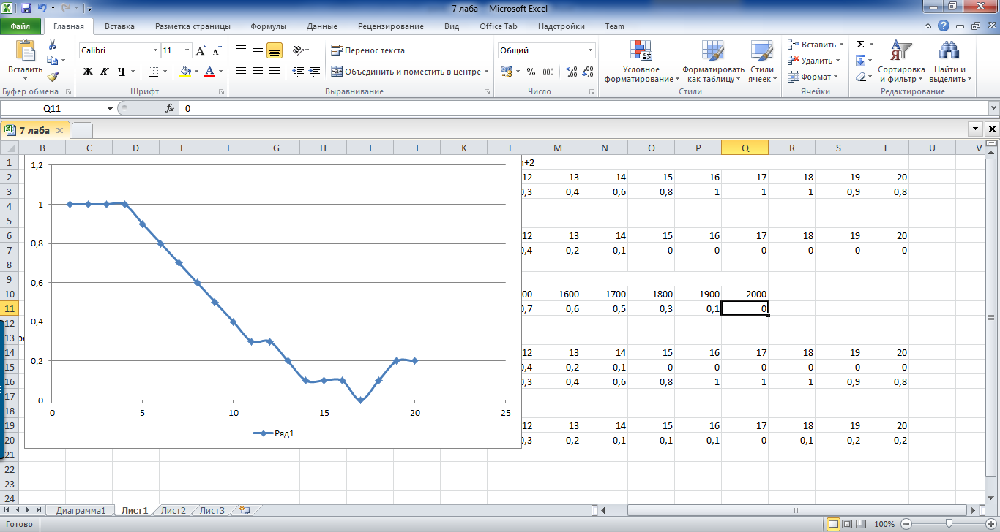 7 лаба - Microsoft Excel
Файл Главная Вставка Разметка страницы Формулы Данные Рецензирование Вид Office Tab Надстройки Team
Вставить
Буфер обмена
Calibri 11
Ж К Ч
Шрифт
Перенос текста
Объединить и поместить в центре
Выравнивание
Общий
% 000
Число
Условное форматирование
Форматировать как таблицу
Стили ячеек
Стили
Вставить
Удалить
Формат
Ячейки
Сортировка и фильтр
Найти и выделить
Редактирование
Q11 fx 0
7 лаба
B C D E F G H I J K L M N O P Q R S T U V
1 +2
2 12 13 14 15 16 17 18 19 20
3 0,3 0,4 0,6 0,8 1 1 1 0,9 0,8
4
5
6 12 13 14 15 16 17 18 19 20
7 0,4 0,2 0,1 0 0 0 0 0 0
8
9
10 00 1600 1700 1800 1900 2000
11 0,7 0,6 0,5 0,3 0,1 0
12
13
14 12 13 14 15 16 17 18 19 20
15 0,4 0,2 0,1 0 0 0 0 0 0
16 0,3 0,4 0,6 0,8 1 1 1 0,9 0,8
17
18
19 12 13 14 15 16 17 18 19 20
20 0,3 0,2 0,1 0,1 0,1 0 0,1 0,2 0,2
21
22
23
24
1,2
1
0,8
0,6
0,4
0,2
0
0 5 10 15 20 25
Ряд1
Диаграмма1 Лист1 Лист2 Лист3
Готово 100%